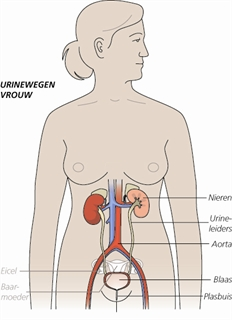 URINEWEGEN
VROUW
Nieren
Urine-
leiders
Aorta
Eicel
Blaas
Baar-
moeder
Plasbuis